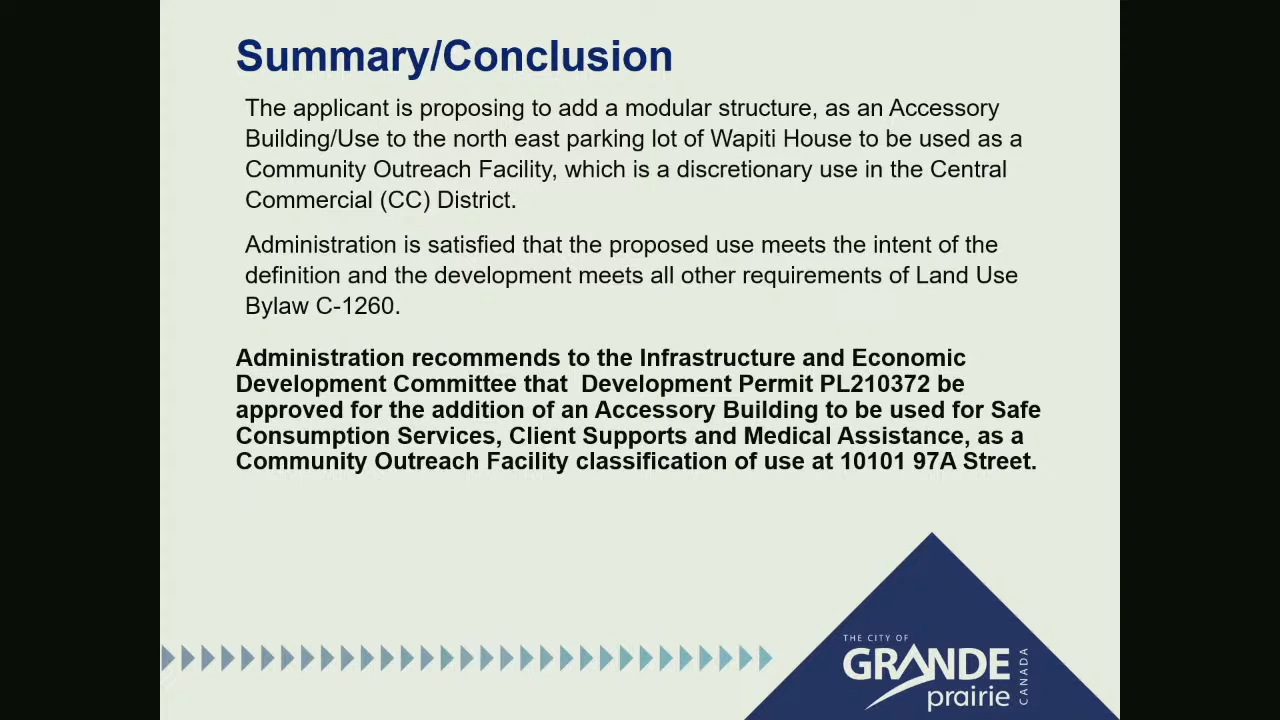 Summary/Conclusion
The applicant is proposing to add a modular structure, as an Accessory
Building/Use to the north east parking lot of Wapiti House to be used as a
Community Outreach Facility, which is a discretionary use in the Central
Commercial (CC) District.
Administration is satisfied that the proposed use meets the intent of the
definition and the development meets all other requirements of Land Use
Bylaw C-1260.
Administration recommends to the Infrastructure and Economic
Development Committee that  Development Permit PL210372 be
approved for the addition of an Accessory Building to be used for Safe
Consumption Services, Client Supports and Medical Assistance, as a
Community Outreach Facility classification of use at 10101 97A Street.
THE CITY OF
GRANDE
prairie
CANADA